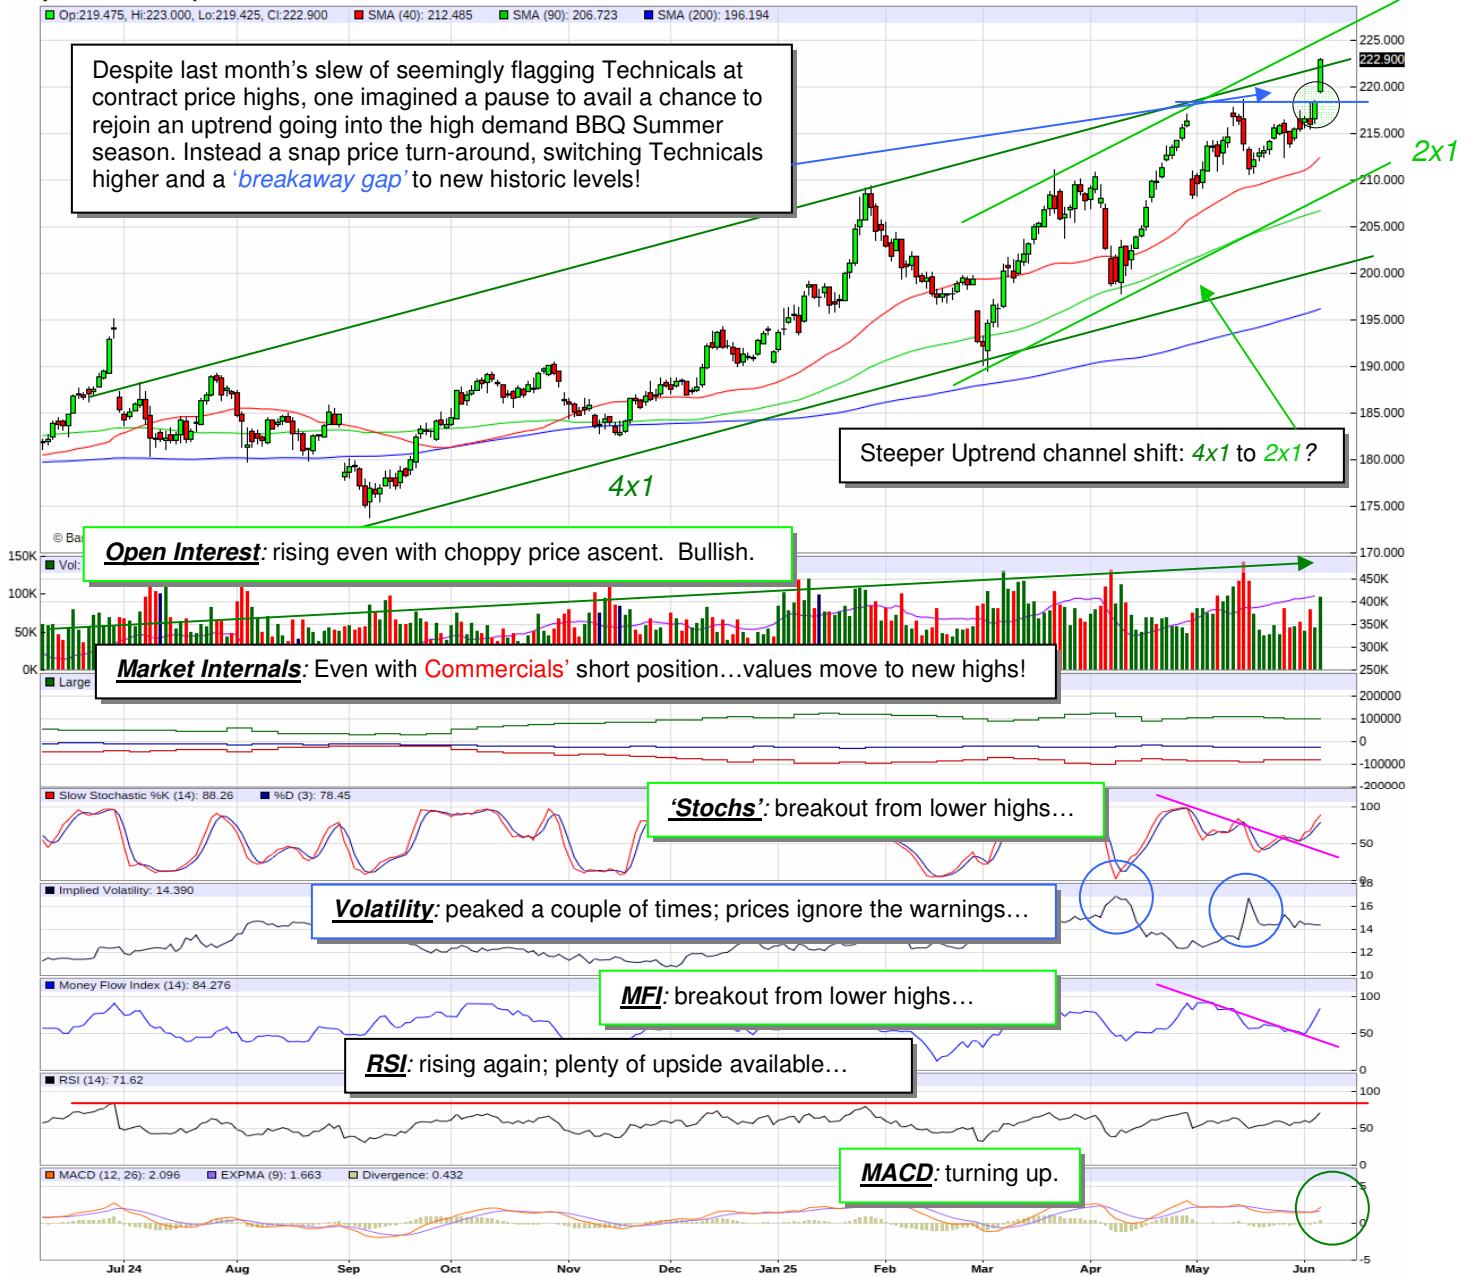 Op:219.475, Hi:223.000, Lo:219.425, Cl:222.900 SMA (40): 212.485 SMA (90): 206.723 SMA (200): 196.194
Despite last month’s slew of seemingly flagging Technicals at
contract price highs, one imagined a pause to avail a chance to
rejoin an uptrend going into the high demand BBQ Summer
season. Instead a snap price turn-around, switching Technicals
higher and a ‘breakaway gap’ to new historic levels!
225.000
222.900
220.000
215.000
2x1
210.000
205.000
200.000
195.000
190.000
185.000
Steeper Uptrend channel shift: 4x1 to 2x1?
180.000
4x1
175.000
© Ba
170.000
Open Interest: rising even with choppy price ascent. Bullish.
150K
Vol:
450K
100K
400K
50K
350K
300K
0K
250K
Market Internals: Even with Commercials’ short position…values move to new highs!
Large
200000
100000
0
-100000
-200000
Slow Stochastic %K (14): 88.26 %D (3): 78.45
‘Stochs’: breakout from lower highs…
100
50
0
Implied Volatility: 14.390
18
Volatility: peaked a couple of times; prices ignore the warnings…
16
14
12
10
Money Flow Index (14): 84.276
MFI: breakout from lower highs…
100
50
0
RSI: rising again; plenty of upside available…
RSI (14): 71.62
100
50
0
MACD (12, 26): 2.096 EXPMA (9): 1.663 Divergence: 0.432
MACD: turning up.
5
0
-5
Jul 24 Aug Sep Oct Nov Dec Jan 25 Feb Mar Apr May Jun